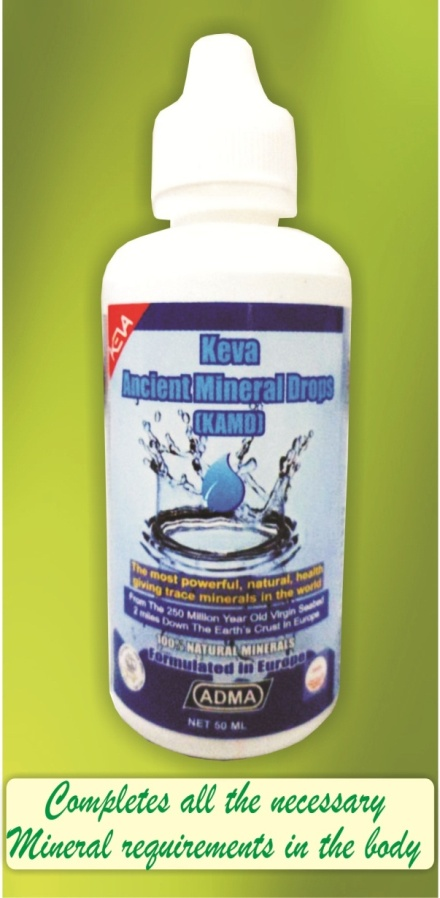 KEVA
Keva
Ancient Mineral Drops
(KAMD)
The most powerful, natural, health
giving trace minerals in the world
From The 250 Million Year Old Virgin Seabed
2 miles Down The Earth's Crust In Europe
100% NATURAL MINERALS
Formulated in Europe
ADMA
NET 50 ML
Completes all the necessary
Mineral requirements in the body